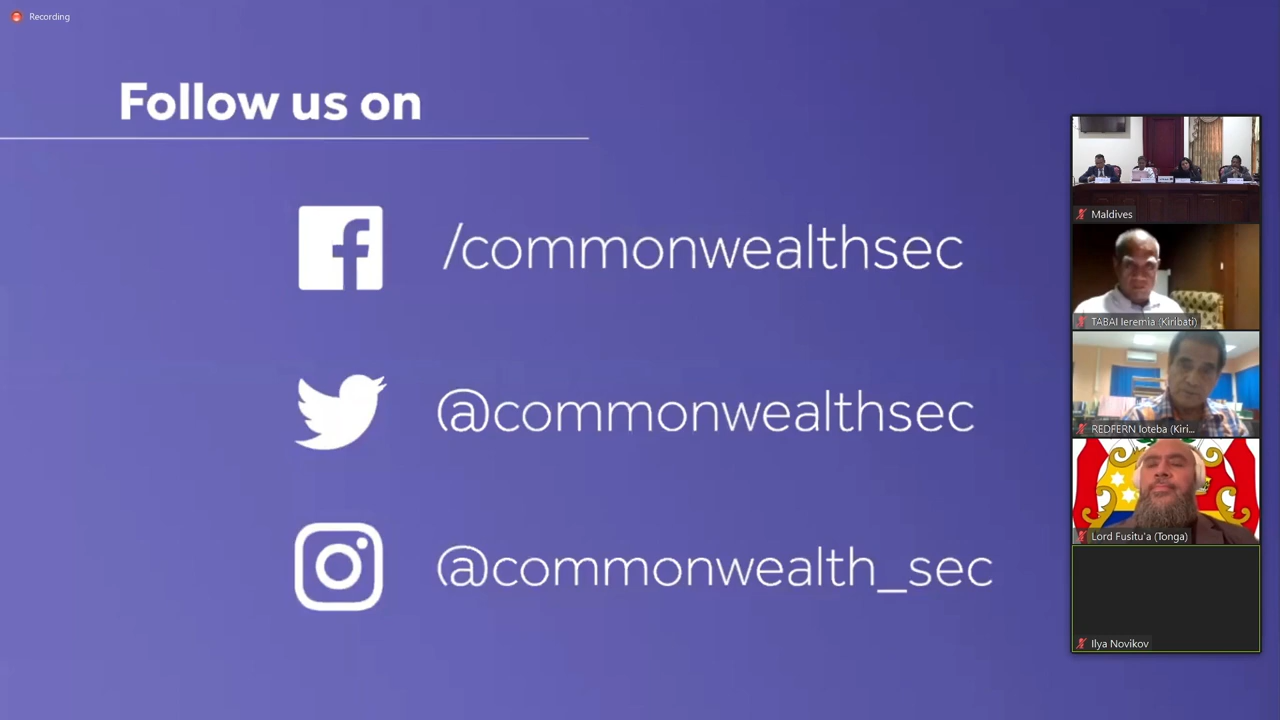 Recording
Follow us on
/commonwealthsec
@commonwealthsec
@commonwealth_sec
Maldives
TABAI Ieremia (Kiribati)
REDFERN Ioteba (Kiri...
Lord Fusitu'a (Tonga)
Ilya Novikov